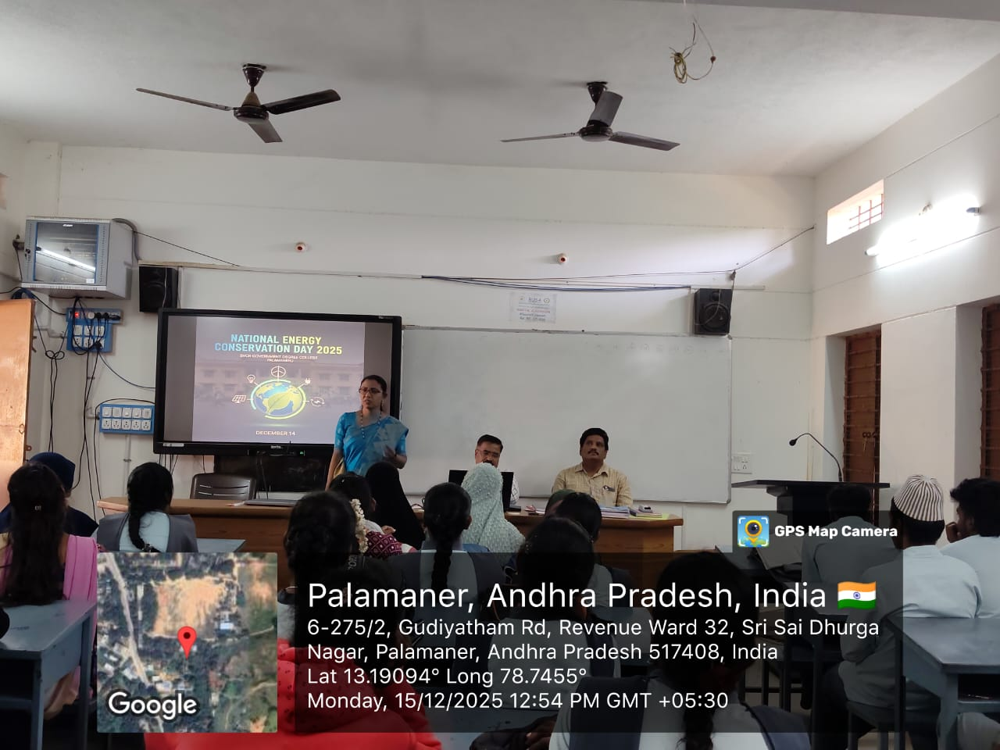 NATIONAL ENERGY
CONSERVATION DAY 2025
SVCR GOVERNMENT DEGREE COLLEGE
PALAMANERU
DECEMBER 14
RUSA
GPS Map Camera
Palamaner, Andhra Pradesh, India
6-275/2, Gudiyatham Rd, Revenue Ward 32, Sri Sai Dhurga
Nagar, Palamaner, Andhra Pradesh 517408, India
Lat 13.19094° Long 78.7455°
Monday, 15/12/2025 12:54 PM GMT +05:30
Google